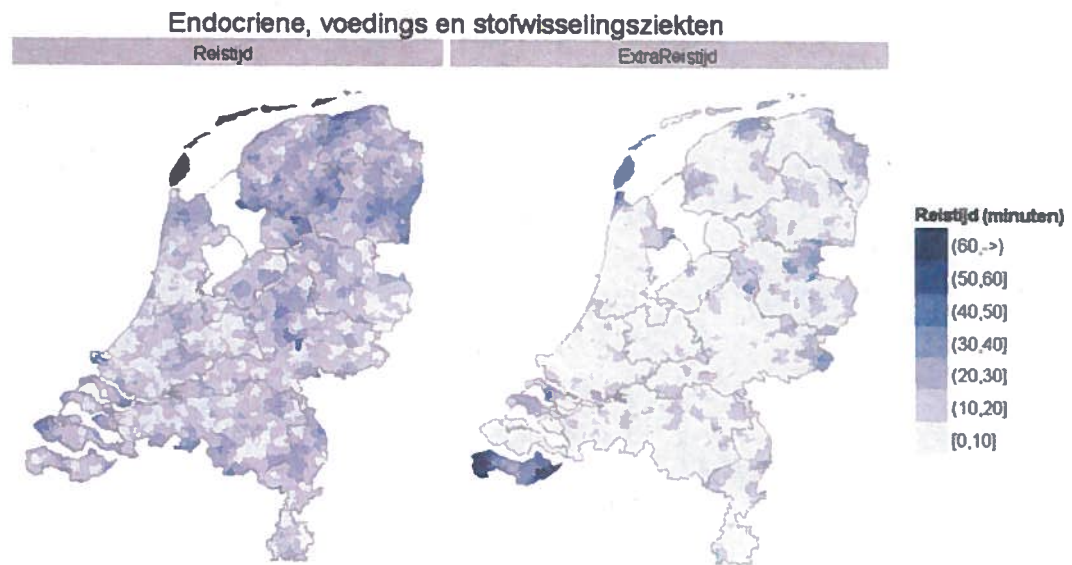 Endocriene, voedings en stofwisselingsziekten
Reistijd
ExtraReistijd
Reistijd (minuten)
(60,->)
(50,60]
(40,50]
(30,40]
(20,30]
(10,20]
[0,10]